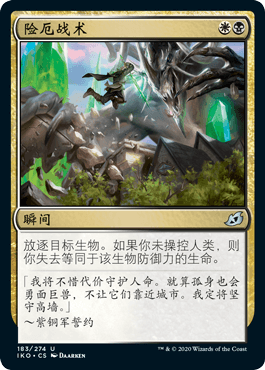 险厄战术
瞬间
放逐目标生物。如果你未操控人类，则
你失去等同于该生物防御力的生命。
「我将不惜代价守护人命。就算孤身也会
勇面巨兽，不让它们靠近城市。我定将坚
守高墙。」
～紫铜军誓约
183/274 U
IKO • CS DAARKEN
™ & © 2020 Wizards of the Coast